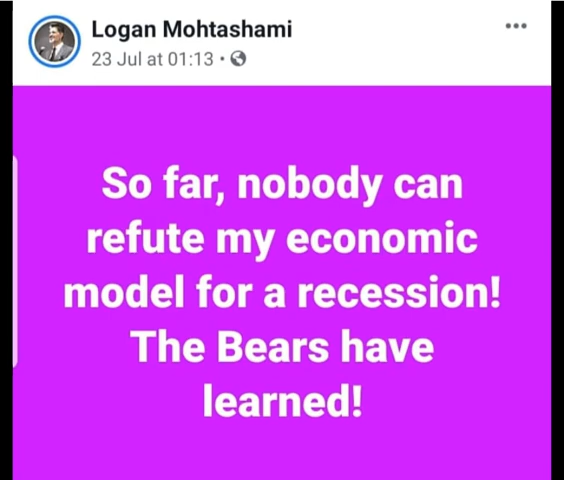 Logan Mohtashami
23 Jul at 01:13 •
So far, nobody can
refute my economic
model for a recession!
The Bears have
learned!